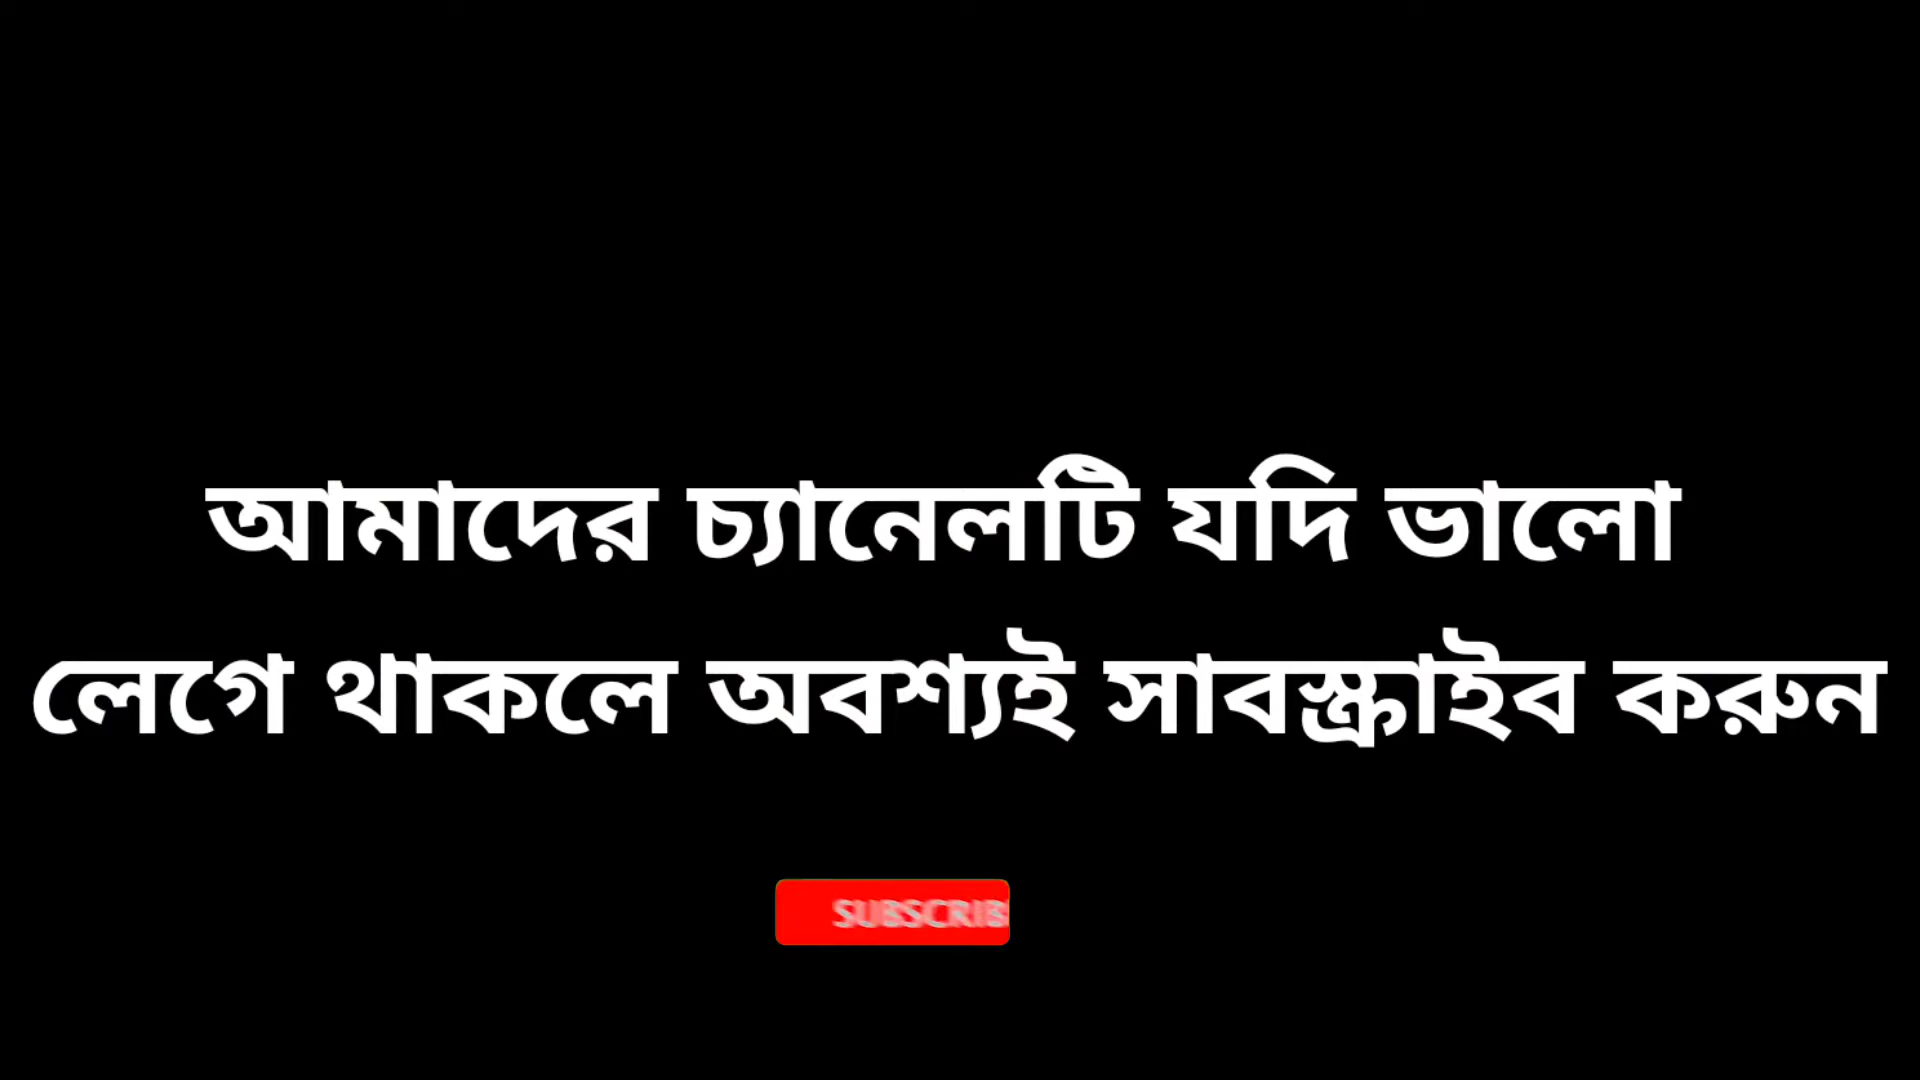 আমাদের চ্যানেলটি যদি ভালো
লেগে থাকলে অবশ্যই সাবস্ক্রাইব করুন
SUBSCRIB